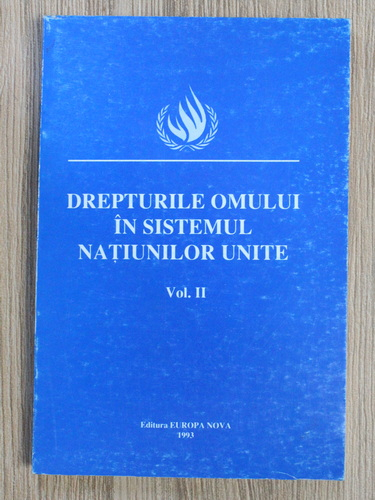 DREPTURILE OMULUI
ÎN SISTEMUL
NAȚIUNILOR UNITE
Vol. II
Editura EUROPA NOVA
1993